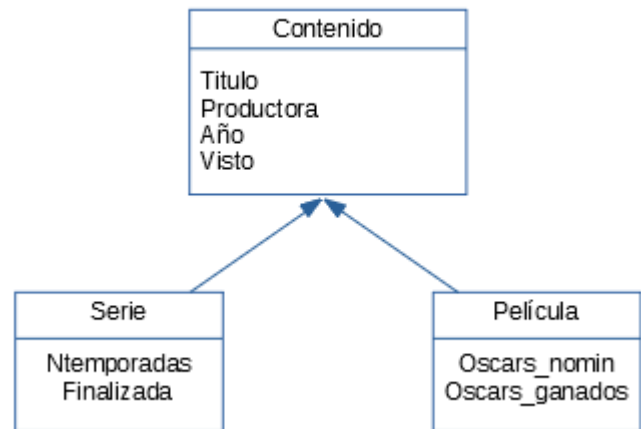 Contenido
Titulo
Productora
Año
Visto
Serie
Ntemporadas
Finalizada
Película
Oscars_nomin
Oscars_ganados